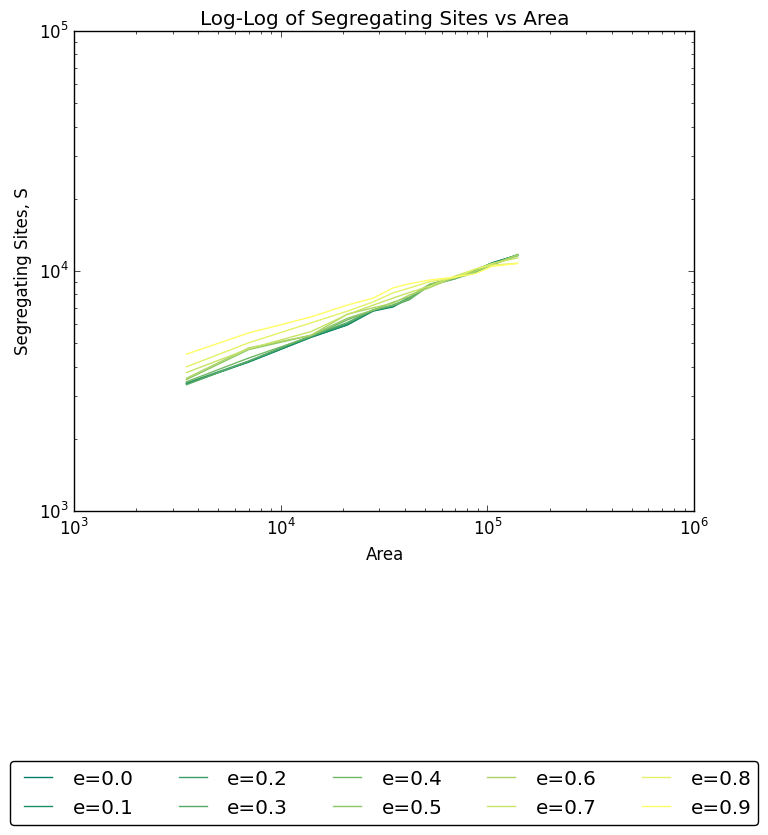 Log-Log of Segregating Sites vs Area
10^5
10^4
10^3
Segregating Sites, S
10^3 10^4 10^5 10^6
Area
e=0.0 e=0.2 e=0.4 e=0.6 e=0.8
e=0.1 e=0.3 e=0.5 e=0.7 e=0.9